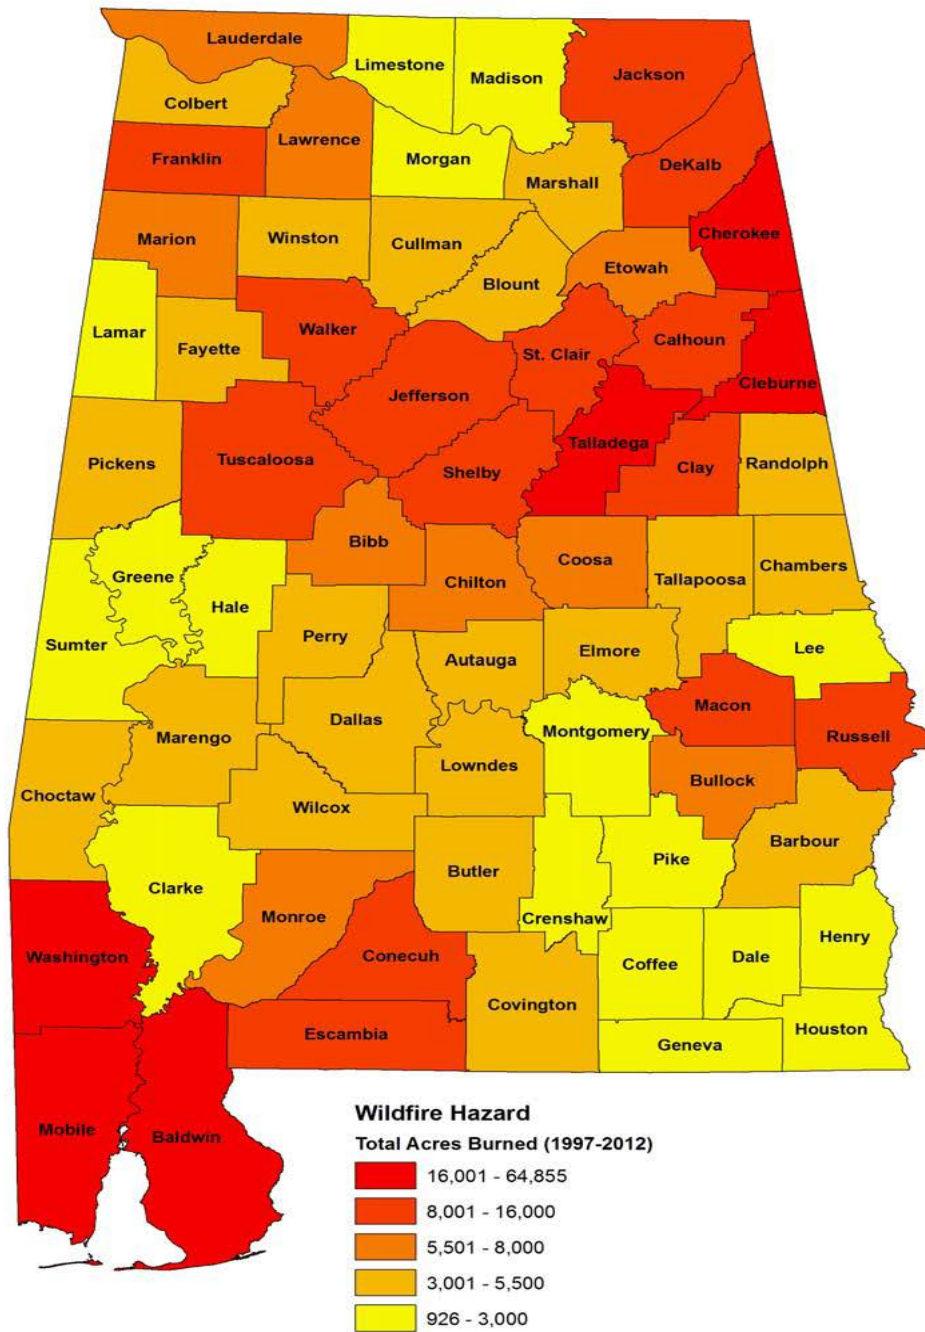 Lauderdale
Limestone
Madison
Jackson
Colbert
Lawrence
Franklin
Morgan
Marshall
DeKalb
Cherokee
Marion
Winston
Cullman
Blount
Etowah
Lamar
Fayette
Walker
St. Clair
Calhoun
Cleburne
Jefferson
Talladega
Pickens
Tuscaloosa
Shelby
Clay
Randolph
Bibb
Coosa
Chambers
Greene
Hale
Chilton
Tallapoosa
Sumter
Perry
Autauga
Elmore
Lee
Marengo
Dallas
Montgomery
Macon
Russell
Choctaw
Wilcox
Lowndes
Bullock
Barbour
Clarke
Butler
Pike
Monroe
Crenshaw
Henry
Washington
Conecuh
Coffee
Dale
Covington
Escambia
Geneva
Houston
Mobile
Baldwin
Wildfire Hazard
Total Acres Burned (1997-2012)
16,001 - 64,855
8,001 - 16,000
5,501 - 8,000
3,001 - 5,500
926 - 3,000